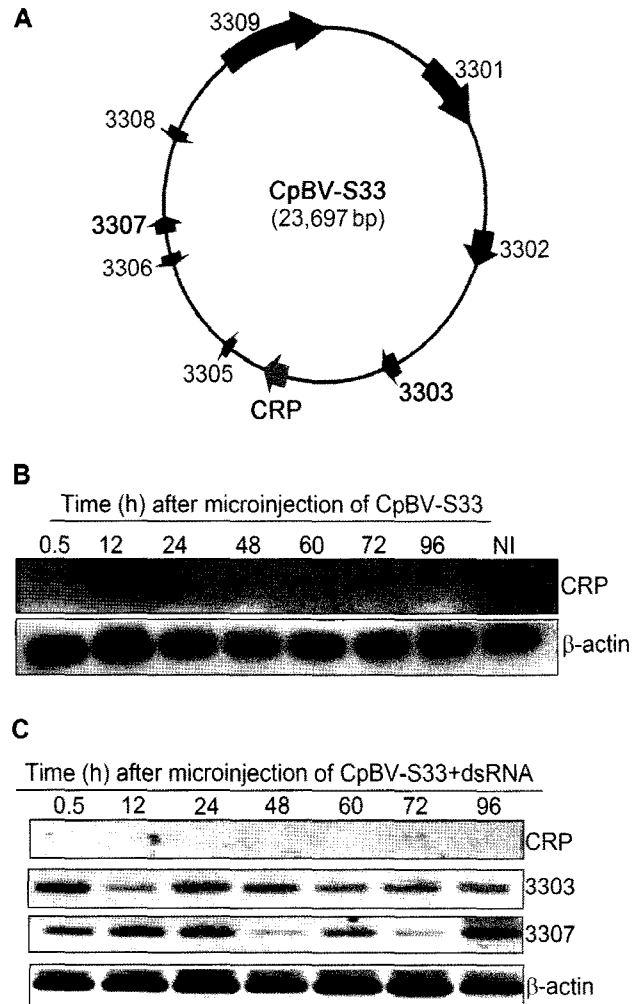 A
3309
3301
3308
CpBV-S33
(23,697 bp)
3307
3302
3306
3305
3303
CRP
B
Time (h) after microinjection of CpBV-S33
0.5 12 24 48 60 72 96 NI
CRP
β-actin
C
Time (h) after microinjection of CpBV-S33+dsRNA
0.5 12 24 48 60 72 96
CRP
3303
3307
β-actin